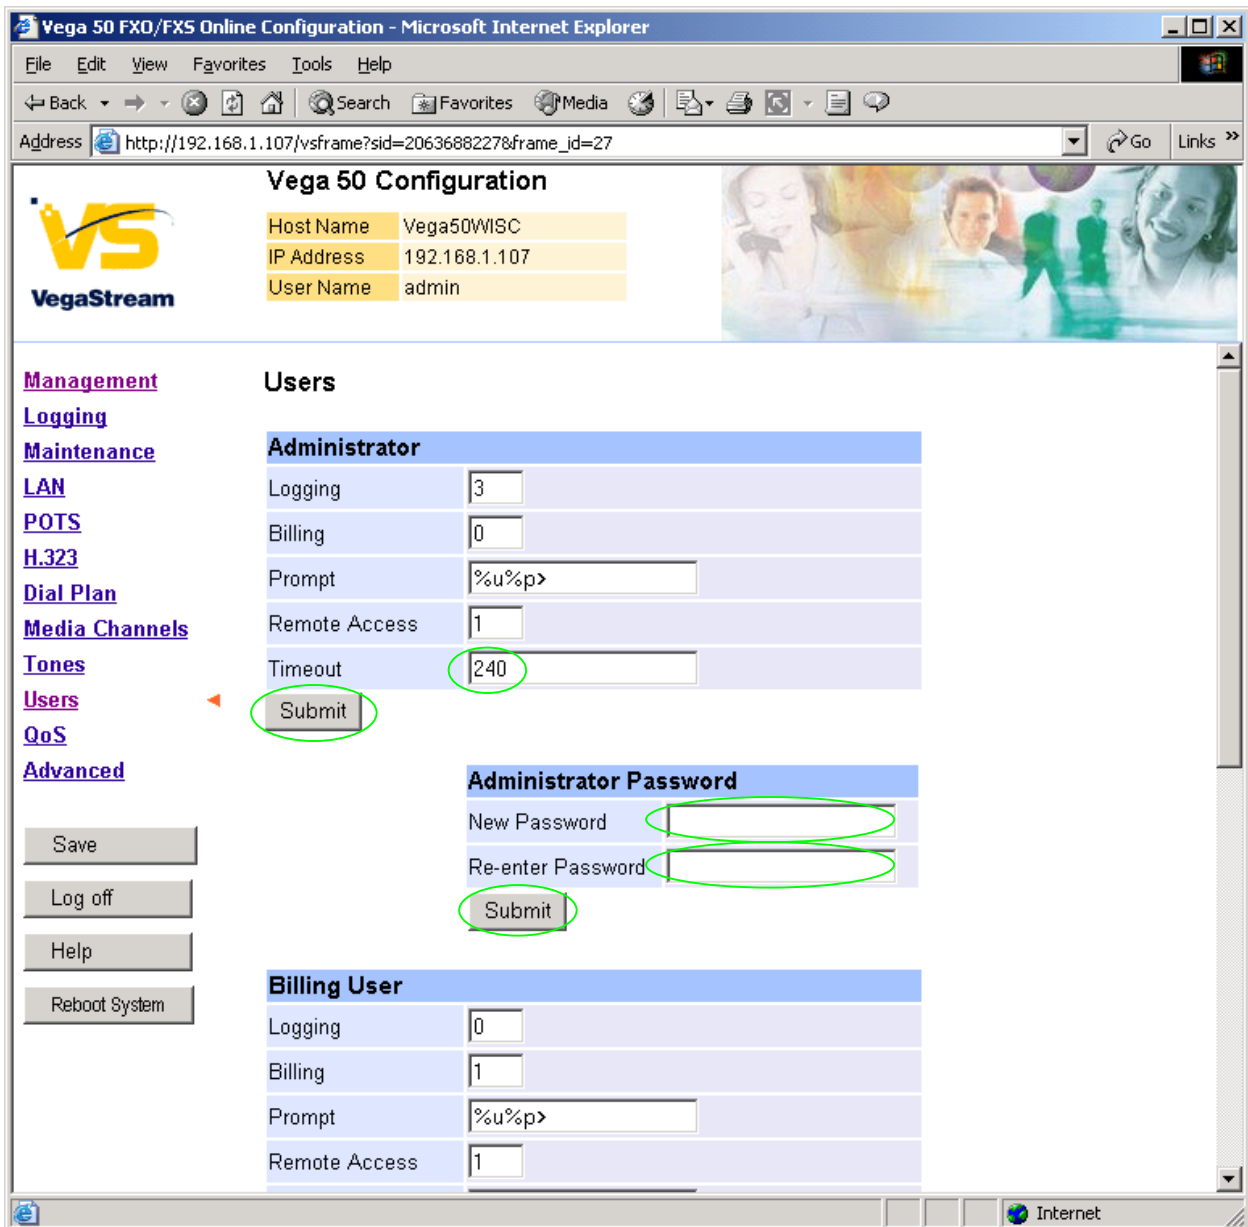 Vega 50 FXO/FXS Online Configuration - Microsoft Internet Explorer
File Edit View Favorites Tools Help
Back Search Favorites Media
Address http://192.168.1.107/vsframe?sid=2063688227&frame_id=27 Go Links »
VS
VegaStream
Vega 50 Configuration
Host Name Vega50WISC
IP Address 192.168.1.107
User Name admin
Management
Logging
Maintenance
LAN
POTS
H.323
Dial Plan
Media Channels
Tones
Users
QoS
Advanced
Save
Log off
Help
Reboot System
Users
Administrator
Logging 3
Billing 0
Prompt %u%p>
Remote Access 1
Timeout 240
Submit
Administrator Password
New Password
Re-enter Password
Submit
Billing User
Logging 0
Billing 1
Prompt %u%p>
Remote Access 1
Internet